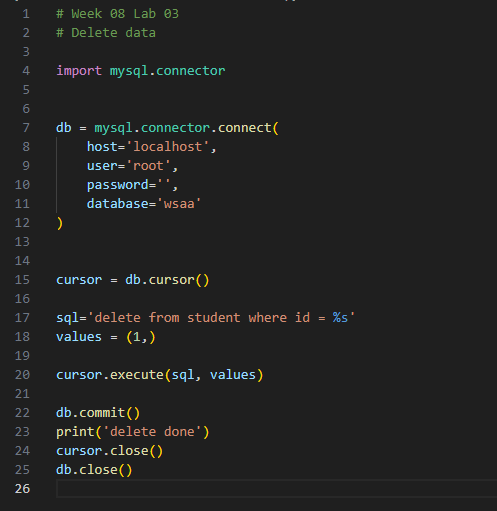 1 # Week 08 Lab 03
2 # Delete data
3
4 import mysql.connector
5
6
7 db = mysql.connector.connect(
8     host='localhost',
9     user='root',
10     password='',
11     database='wsaa'
12 )
13
14
15 cursor = db.cursor()
16
17 sql='delete from student where id = %s'
18 values = (1,)
19
20 cursor.execute(sql, values)
21
22 db.commit()
23 print('delete done')
24 cursor.close()
25 db.close()
26